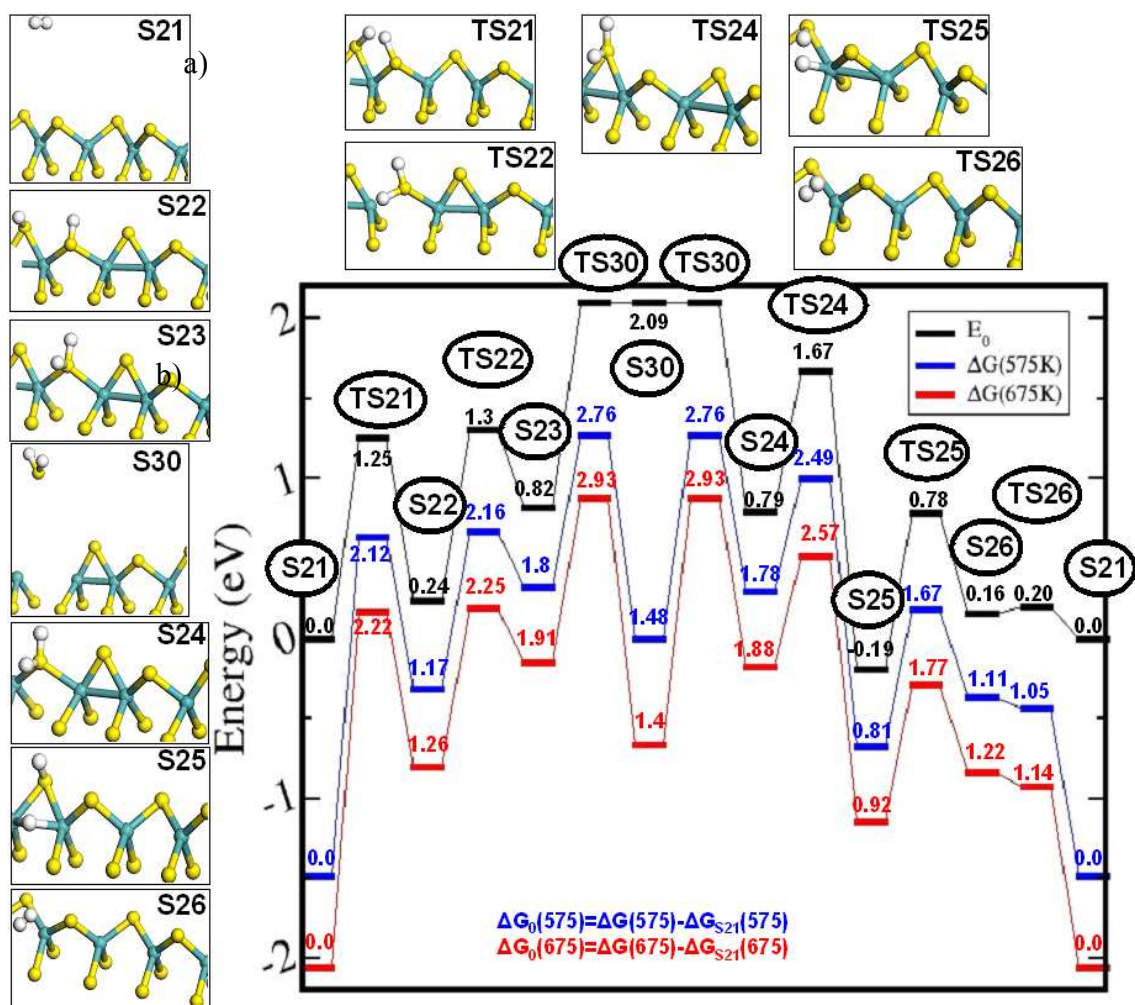 S21
a)
S22
S23
b)
S30
S24
S25
S26
TS21
TS24
TS25
TS22
TS26
TS30
TS30
TS24
TS22
TS21
S23
S22
S21
S30
S24
TS25
S25
S26
TS26
S21
E0
ΔG(575K)
ΔG(675K)
Energy (eV)
2
1
0
-1
-2
0.0
1.25
0.24
1.3
0.82
2.09
0.79
1.67
-0.19
0.78
0.16
0.20
0.0
0.0
2.12
1.17
2.16
1.8
2.76
1.48
2.76
1.78
2.49
0.81
1.67
1.11
1.05
0.0
0.0
2.22
1.26
2.25
1.91
2.93
1.4
2.93
1.88
2.57
0.92
1.77
1.22
1.14
0.0
ΔG0(575)=ΔG(575)-ΔGS21(575)
ΔG0(675)=ΔG(675)-ΔGS21(675)